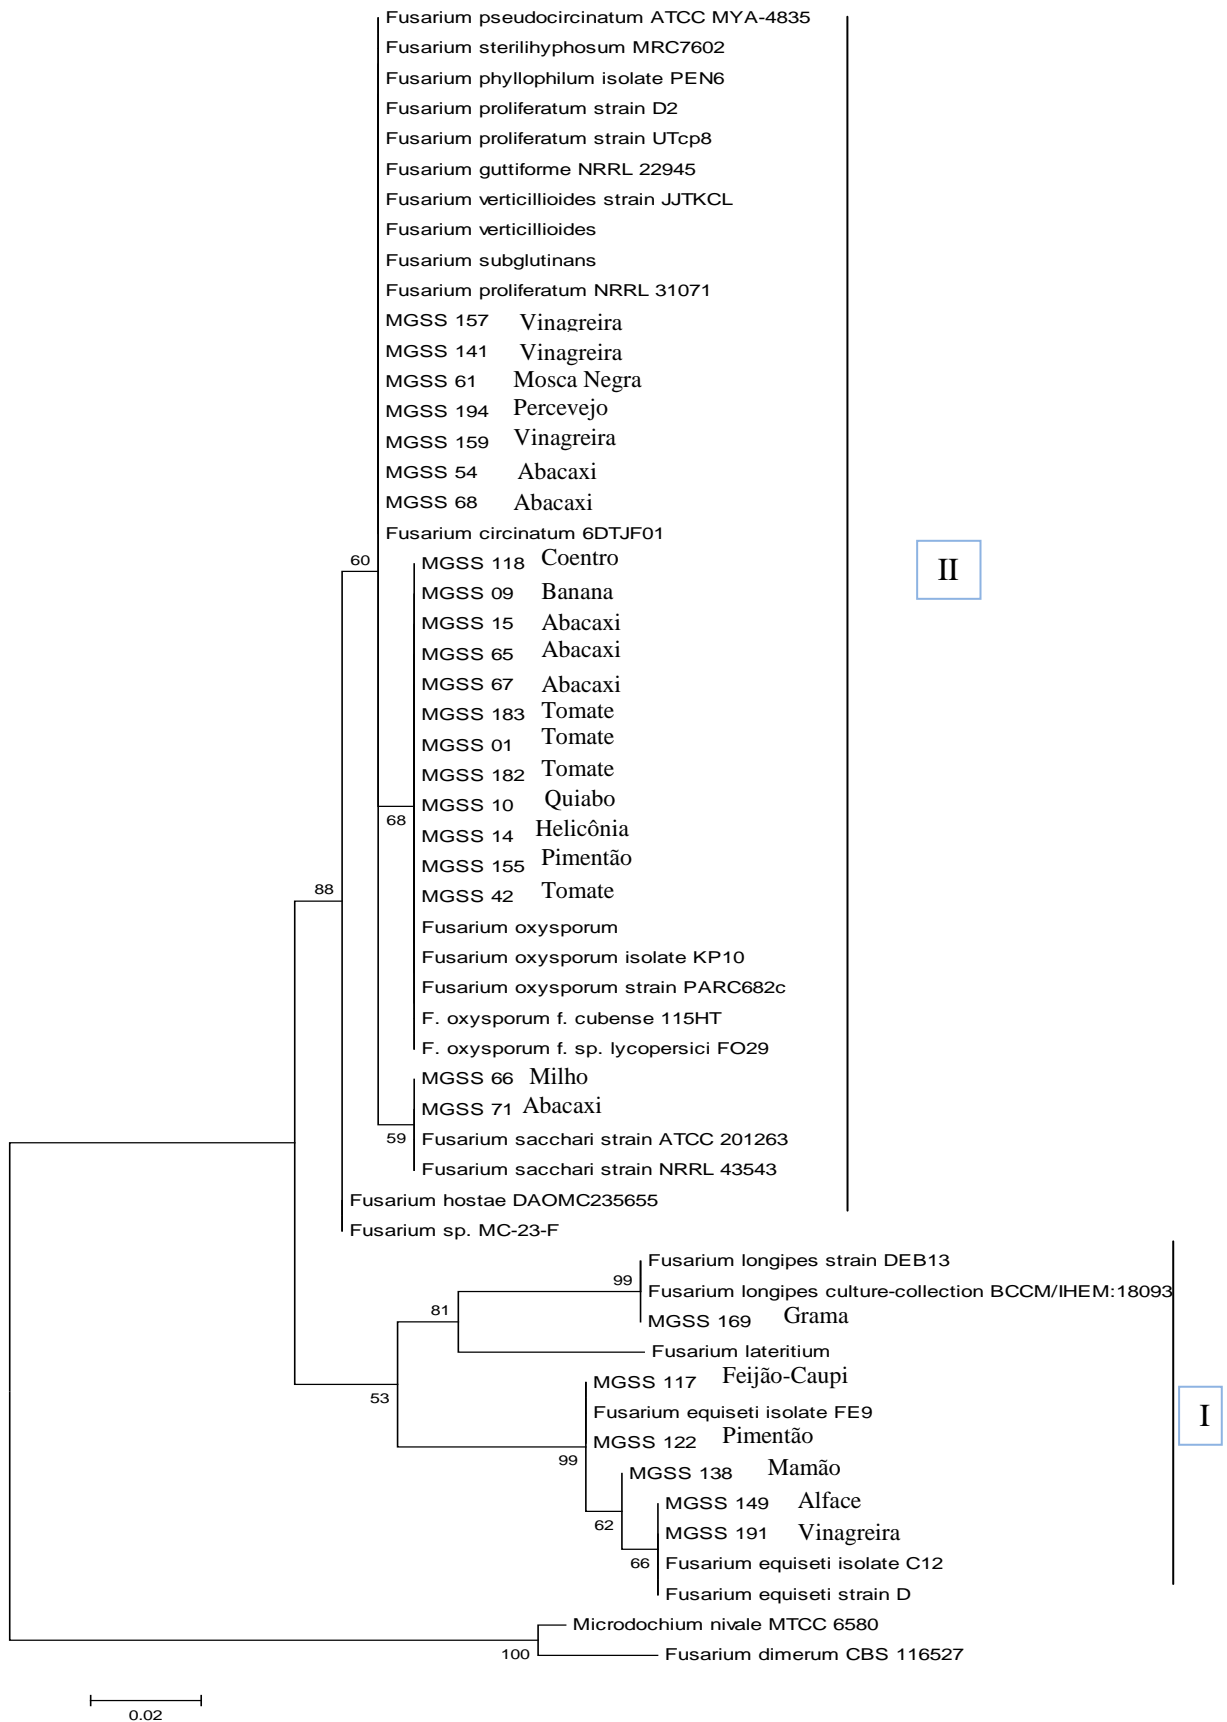 Fusarium pseudocircinatum ATCC MYA-4835
Fusarium sterilihyphosum MRC7602
Fusarium phyllophilum isolate PEN6
Fusarium proliferatum strain D2
Fusarium proliferatum strain UTcp8
Fusarium guttiforme NRRL 22945
Fusarium verticillioides strain JJTKCL
Fusarium verticillioides
Fusarium subglutinans
Fusarium proliferatum NRRL 31071
MGSS 157 Vinagreira
MGSS 141 Vinagreira
MGSS 61 Mosca Negra
MGSS 194 Percevejo
MGSS 159 Vinagreira
MGSS 54 Abacaxi
MGSS 68 Abacaxi
Fusarium circinatum 6DTJF01
60
MGSS 118 Coentro
II
MGSS 09 Banana
MGSS 15 Abacaxi
MGSS 65 Abacaxi
MGSS 67 Abacaxi
MGSS 183 Tomate
MGSS 01 Tomate
MGSS 182 Tomate
MGSS 10 Quiabo
68
MGSS 14 Helicônia
MGSS 155 Pimentão
88
MGSS 42 Tomate
Fusarium oxysporum
Fusarium oxysporum isolate KP10
Fusarium oxysporum strain PARC682c
F. oxysporum f. cubense 115HT
F. oxysporum f. sp. lycopersici FO29
MGSS 66 Milho
MGSS 71 Abacaxi
59
Fusarium sacchari strain ATCC 201263
Fusarium sacchari strain NRRL 43543
Fusarium hostae DAOMC235655
Fusarium sp. MC-23-F
Fusarium longipes strain DEB13
99
Fusarium longipes culture-collection BCCM/IHEM:18093
81
MGSS 169 Grama
Fusarium lateritium
MGSS 117 Feijão-Caupi
53
Fusarium equiseti isolate FE9
I
MGSS 122 Pimentão
99
MGSS 138 Mamão
MGSS 149 Alface
62
MGSS 191 Vinagreira
66
Fusarium equiseti isolate C12
Fusarium equiseti strain D
Microdochium nivale MTCC 6580
100
Fusarium dimerum CBS 116527
0.02